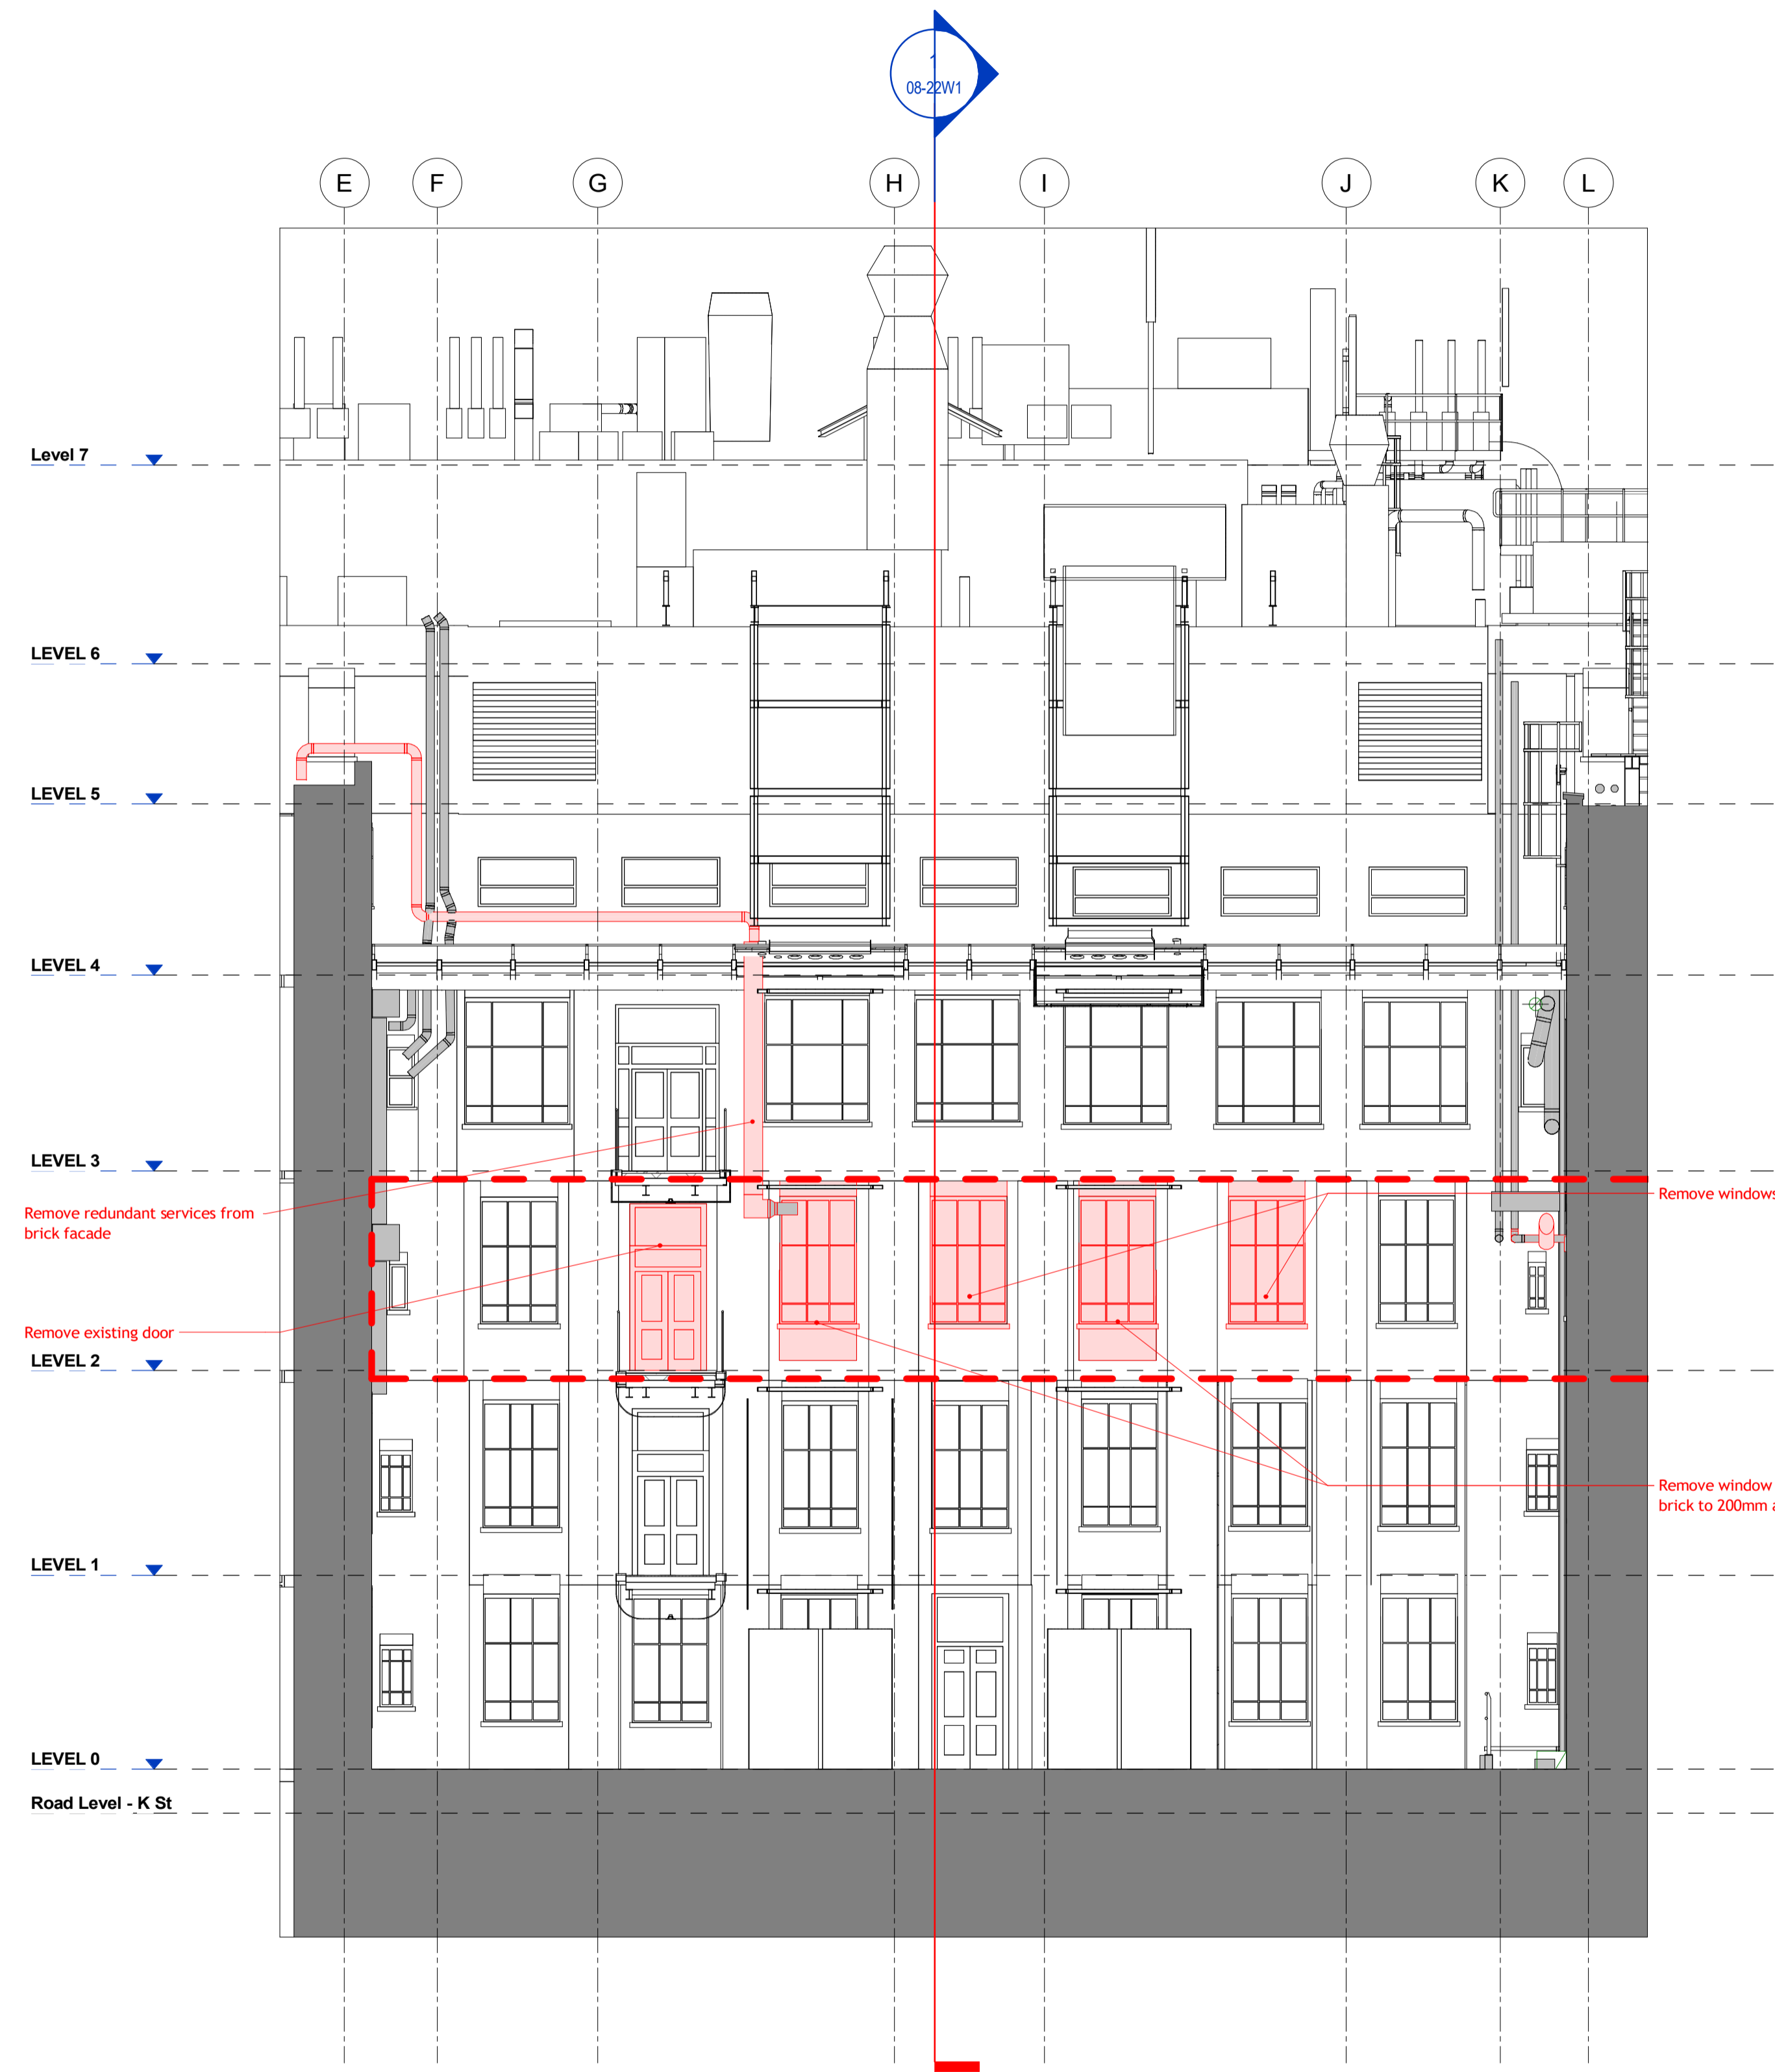 1
08-22W1
E F G H I J K L
Level 7
LEVEL 6
LEVEL 5
LEVEL 4
LEVEL 3
Remove windows
Remove redundant services from
brick facade
Remove existing door
LEVEL 2
Remove window
brick to 200mm a
LEVEL 1
LEVEL 0
Road Level - K St